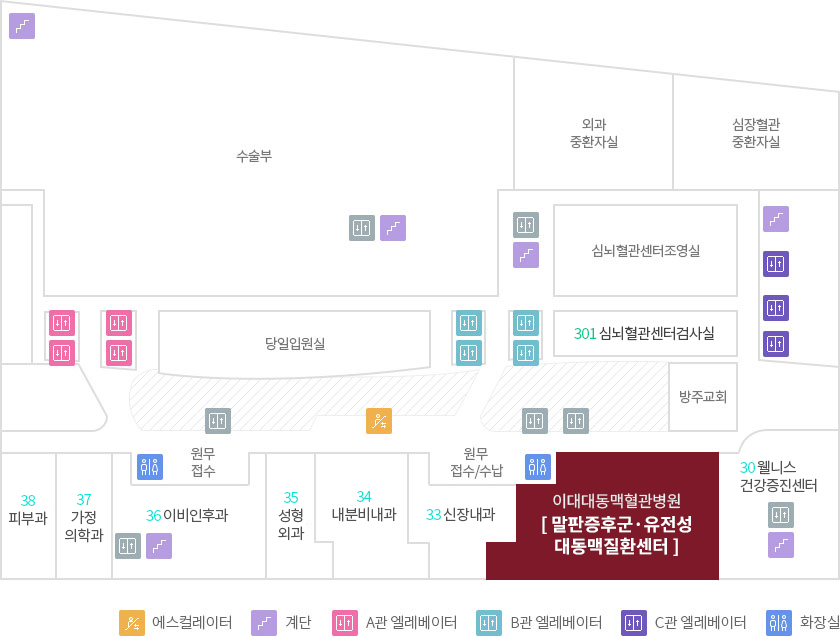 외과
중환자실
심장혈관
중환자실
수술부
심뇌혈관센터조영실
301 심뇌혈관센터검사실
당일입원실
방주교회
원무
접수
원무
접수/수납
38
피부과
37
가정
의학과
36 이비인후과
35
성형
외과
34
내분비내과
33 신장내과
이대대동맥혈관병원
[ 말판증후군·유전성
대동맥질환센터 ]
30 웰니스
건강증진센터
에스컬레이터
계단
A관 엘레베이터
B관 엘레베이터
C관 엘레베이터
화장실